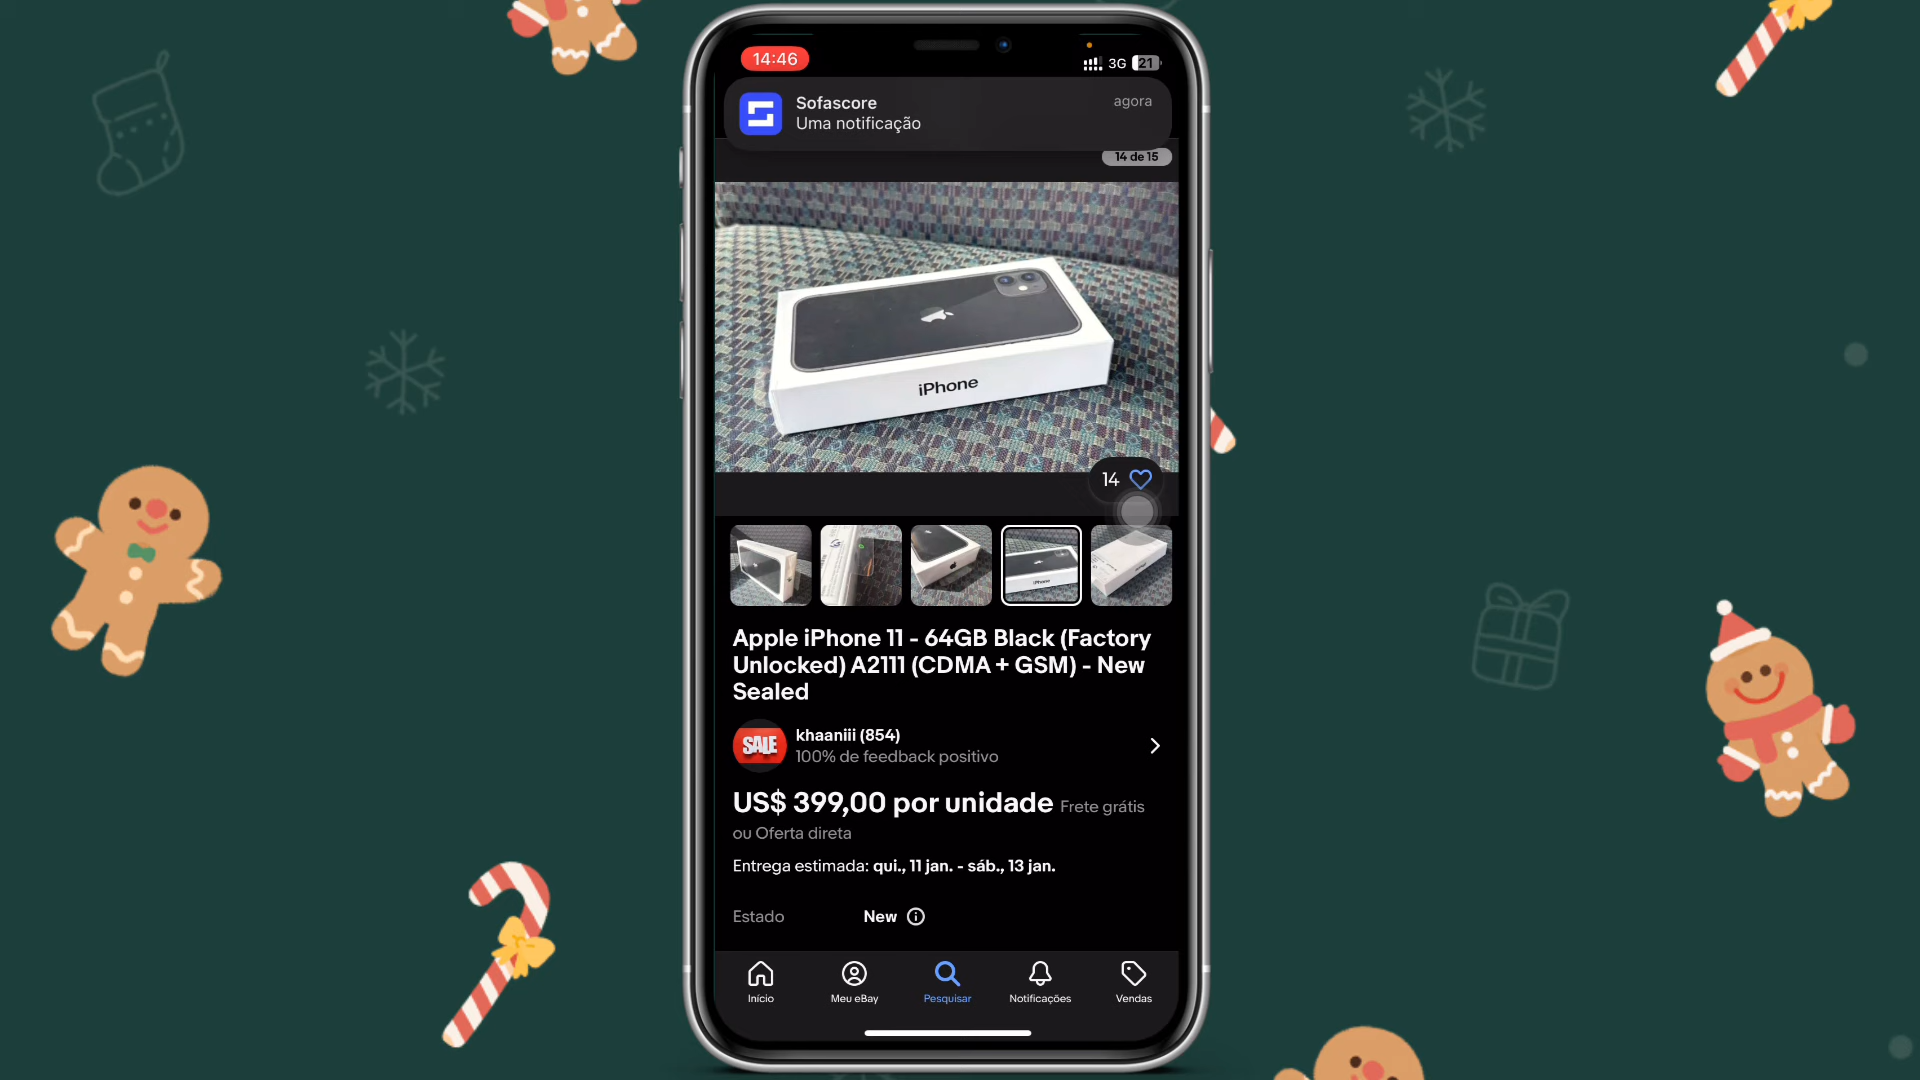 14:46
3G 21
Sofascore
agora
Uma notificação
14 de 15
iPhone
14
Apple iPhone 11 - 64GB Black (Factory
Unlocked) A2111 (CDMA + GSM) - New
Sealed
SALE
khaaniii (854)
100% de feedback positivo
US$ 399,00 por unidade Frete grátis
ou Oferta direta
Entrega estimada: qui., 11 jan. - sáb., 13 jan.
Estado New
Início
Meu eBay
Pesquisar
Notificações
Vendas